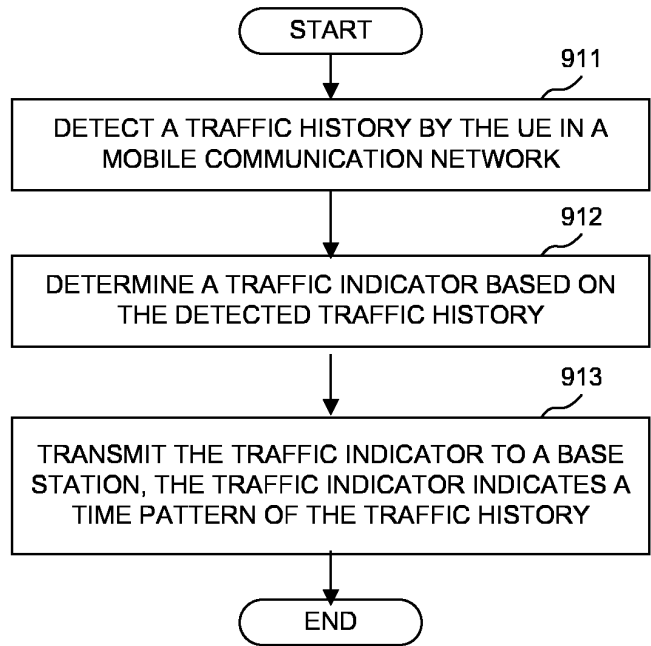 START
911
DETECT A TRAFFIC HISTORY BY THE UE IN A
MOBILE COMMUNICATION NETWORK
912
DETERMINE A TRAFFIC INDICATOR BASED ON
THE DETECTED TRAFFIC HISTORY
913
TRANSMIT THE TRAFFIC INDICATOR TO A BASE
STATION, THE TRAFFIC INDICATOR INDICATES A
TIME PATTERN OF THE TRAFFIC HISTORY
END